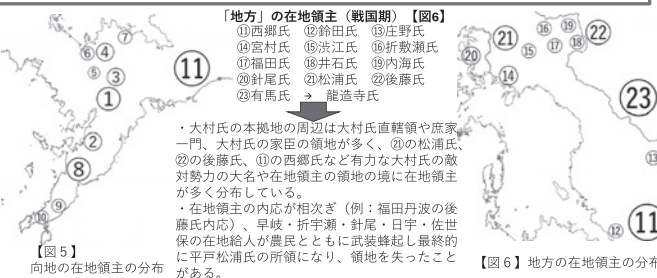 「地方」の在地領主（戦国期）【図6】
⑪西郷氏 ⑫鈴田氏 ⑬庄野氏
⑭宮村氏 ⑮渋江氏 ⑯折敷瀬氏
⑰福田氏 ⑱井石氏 ⑲内海氏
⑳針尾氏 ㉑松浦氏 ㉒後藤氏
㉓有馬氏 → 龍造寺氏
・大村氏の本拠地の周辺は大村氏直轄領や庶家
一門、大村氏の家臣の領地が多く、㉑の松浦氏、
㉒の後藤氏、⑪の西郷氏など有力な大村氏の敵
対勢力の大名や在地領主の領地の境に在地領主
が多く分布している。
・在地領主の内応が相次ぎ（例：福田丹波の後
藤氏内応）、早岐・折宇瀬・針尾・日宇・佐世
保の在地給人が農民とともに武装蜂起し最終的
に平戸松浦氏の所領になり、領地を失ったこと
がある。
⑦
⑥④
⑤
③
①
⑪
②
⑧
⑨
⑩
【図5】
向地の在地領主の分布
⑯ ⑲
㉑ ㉒
⑮ ⑰ ⑱
⑳
⑭
㉓
⑬
⑫
⑪
【図6】地方の在地領主の分布